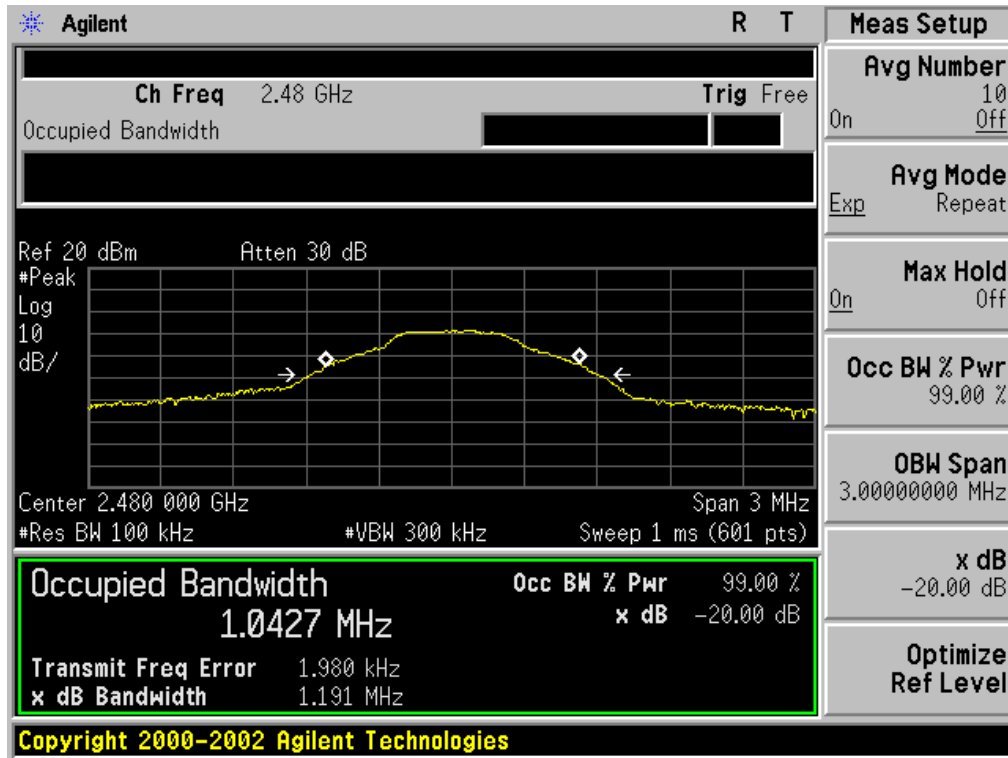 Agilent R T
Ch Freq 2.48 GHz Trig Free
Occupied Bandwidth
Ref 20 dBm Atten 30 dB
#Peak
Log
10
dB/
Center 2.480 000 GHz Span 3 MHz
#Res BW 100 kHz #VBW 300 kHz Sweep 1 ms (601 pts)
Occupied Bandwidth Occ BW % Pwr 99.00 %
1.0427 MHz x dB -20.00 dB
Transmit Freq Error 1.980 kHz
x dB Bandwidth 1.191 MHz
Copyright 2000-2002 Agilent Technologies
Meas Setup
Avg Number
10
On Off
Avg Mode
Exp Repeat
Max Hold
On Off
Occ BW % Pwr
99.00 %
OBW Span
3.00000000 MHz
x dB
-20.00 dB
Optimize
Ref Level